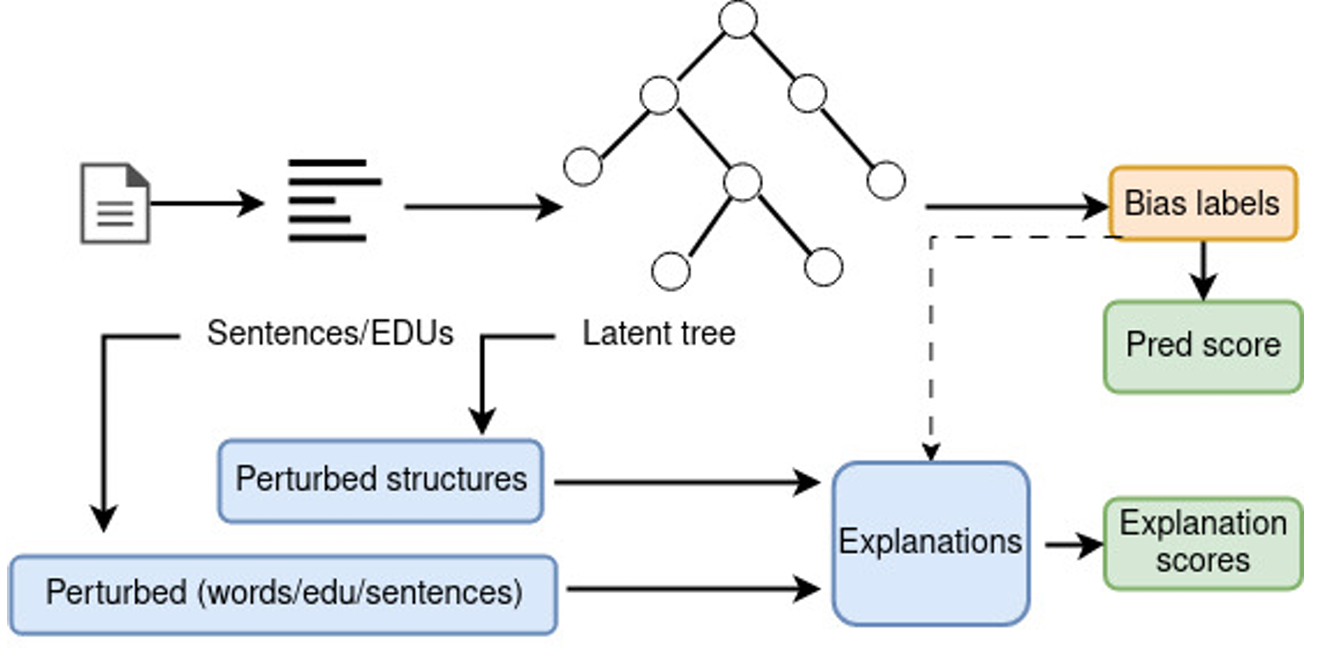 Bias labels
Sentences/EDUs
Latent tree
Pred score
Perturbed structures
Explanations
Explanation
scores
Perturbed (words/edu/sentences)